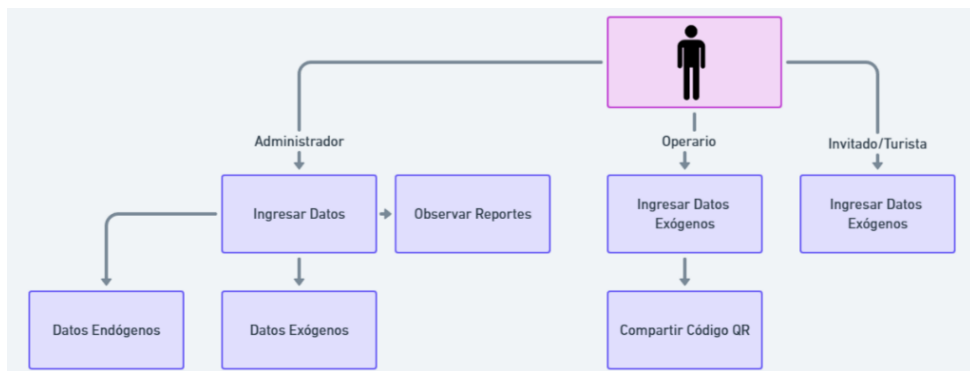 Administrador
Operario
Invitado/Turista
Ingresar Datos
Observar Reportes
Ingresar Datos
Exógenos
Ingresar Datos
Exógenos
Datos Endógenos
Datos Exógenos
Compartir Código QR